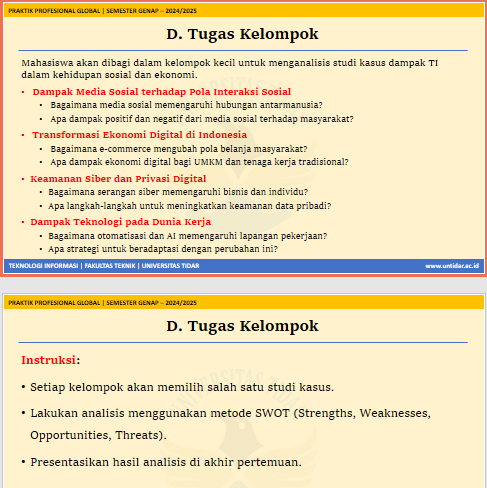 PRAKTIK PROFESIONAL GLOBAL | SEMESTER GENAP – 2024/2025
D. Tugas Kelompok
Mahasiswa akan dibagi dalam kelompok kecil untuk menganalisis studi kasus dampak TI
dalam kehidupan sosial dan ekonomi.
• Dampak Media Sosial terhadap Pola Interaksi Sosial
• Bagaimana media sosial memengaruhi hubungan antarmanusia?
• Apa dampak positif dan negatif dari media sosial terhadap masyarakat?
• Transformasi Ekonomi Digital di Indonesia
• Bagaimana e-commerce mengubah pola belanja masyarakat?
• Apa dampak ekonomi digital bagi UMKM dan tenaga kerja tradisional?
• Keamanan Siber dan Privasi Digital
• Bagaimana serangan siber memengaruhi bisnis dan individu?
• Apa langkah-langkah untuk meningkatkan keamanan data pribadi?
• Dampak Teknologi pada Dunia Kerja
• Bagaimana otomatisasi dan AI memengaruhi lapangan pekerjaan?
• Apa strategi untuk beradaptasi dengan perubahan ini?
TEKNOLOGI INFORMASI | FAKULTAS TEKNIK | UNIVERSITAS TIDAR www.untidar.ac.id
PRAKTIK PROFESIONAL GLOBAL | SEMESTER GENAP – 2024/2025
D. Tugas Kelompok
Instruksi:
• Setiap kelompok akan memilih salah satu studi kasus.
• Lakukan analisis menggunakan metode SWOT (Strengths, Weaknesses,
Opportunities, Threats).
• Presentasikan hasil analisis di akhir pertemuan.